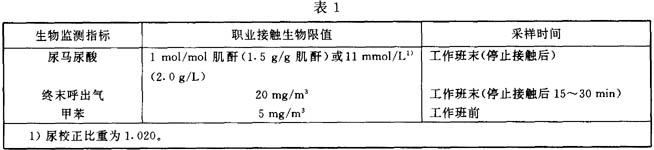 表 1
生物监测指标 职业接触生物限值 采样时间
尿马尿酸 1 mol/mol 肌酐(1.5 g/g 肌酐)或11 mmol/L¹⁾ 工作班末(停止接触后)
(2.0 g/L)
终末呼出气 20 mg/m³ 工作班末(停止接触后 15～30 min)
甲苯 5 mg/m³ 工作班前
1) 尿校正比重为 1.020。